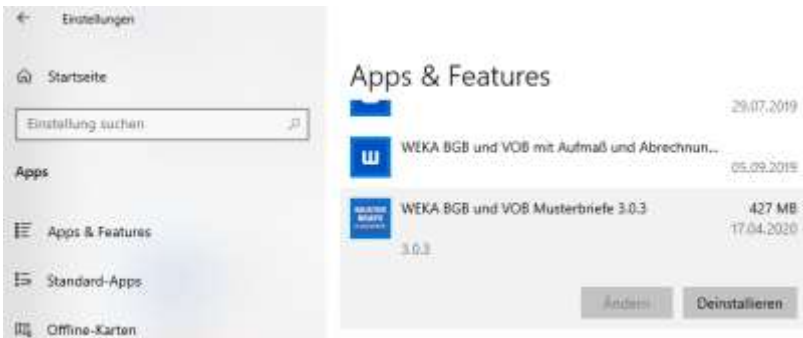 Einstellungen
Startseite
Einstellung suchen
Apps
Apps & Features
Standard-Apps
Offline-Karten
Apps & Features
29.07.2019
WEKA BGB und VOB mit Aufmaß und Abrechnun...
05.09.2019
MUSTER
BRIEFE
WEKA BGB und VOB Musterbriefe 3.0.3
427 MB
17.04.2020
3.0.3
Ändern
Deinstallieren